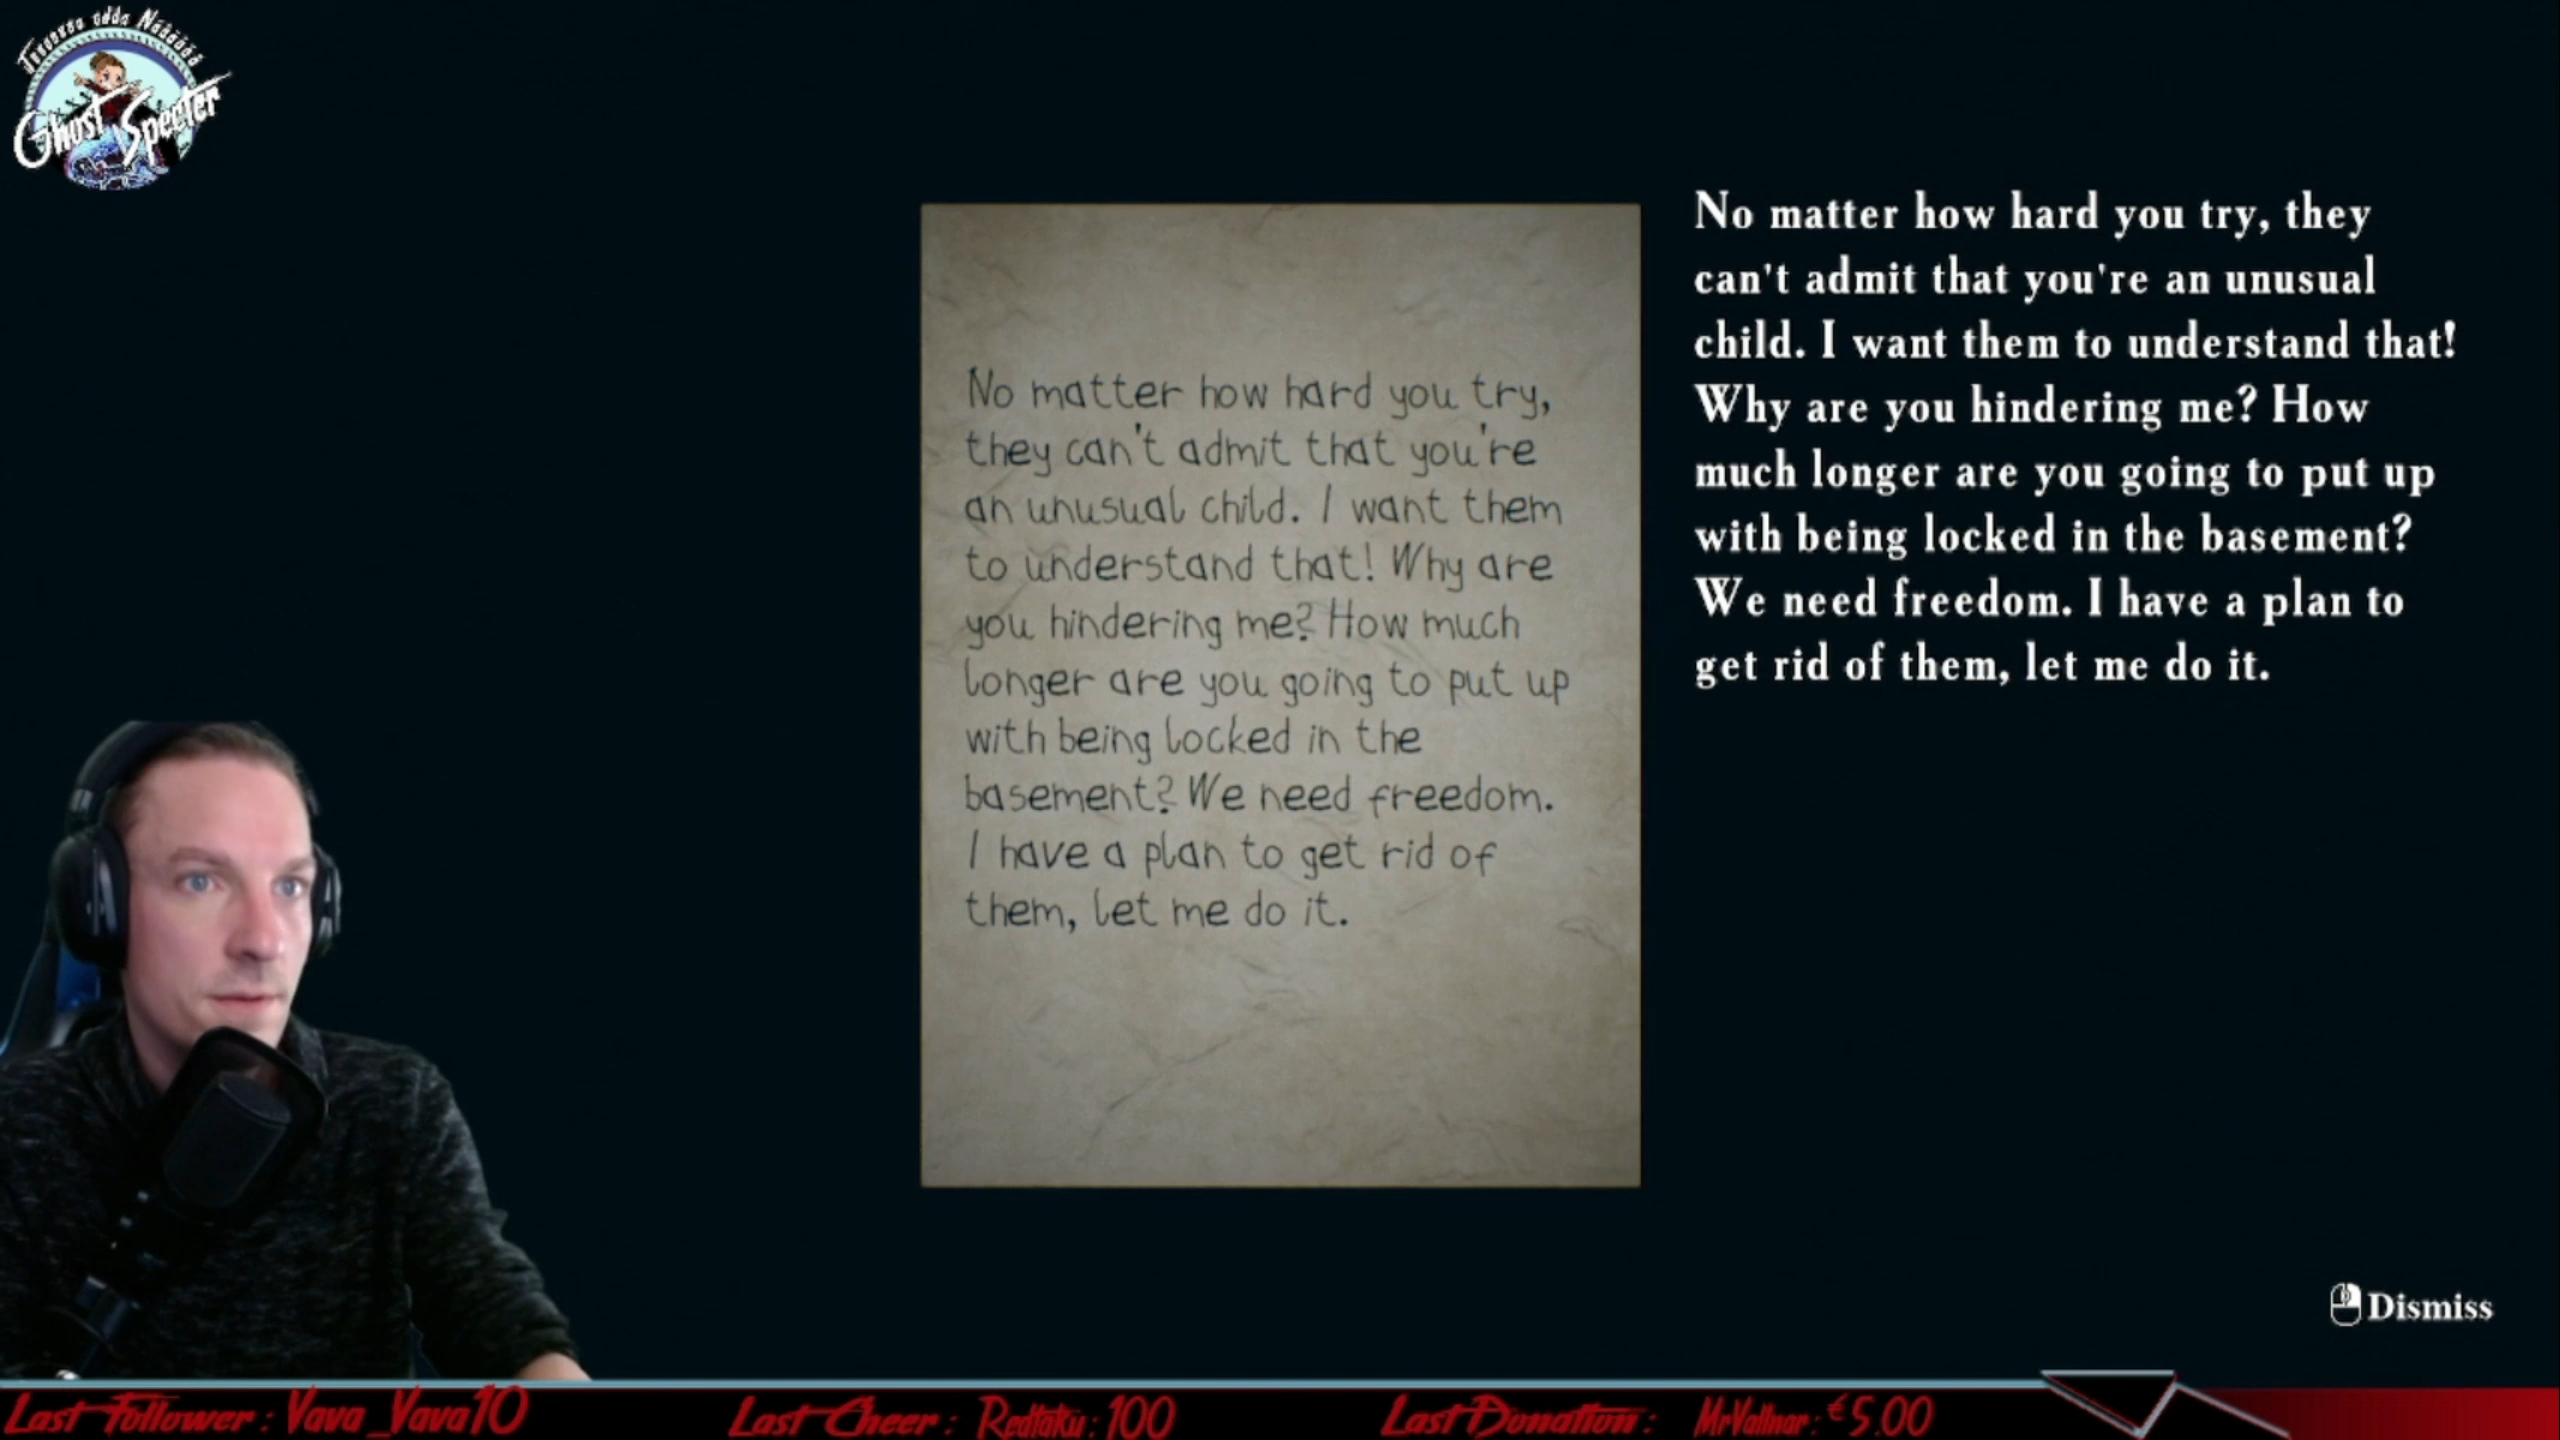 Ghost Specter
No matter how hard you try,
they can't admit that you're
an unusual child. I want them
to understand that! Why are
you hindering me? How much
longer are you going to put up
with being locked in the
basement? We need freedom.
I have a plan to get rid of
them, let me do it.
No matter how hard you try, they
can't admit that you're an unusual
child. I want them to understand that!
Why are you hindering me? How
much longer are you going to put up
with being locked in the basement?
We need freedom. I have a plan to
get rid of them, let me do it.
Dismiss
Last Follower: Vava_Vava10
Last Cheer: Redtaku: 100
Last Donation: MrVallnar: €5.00